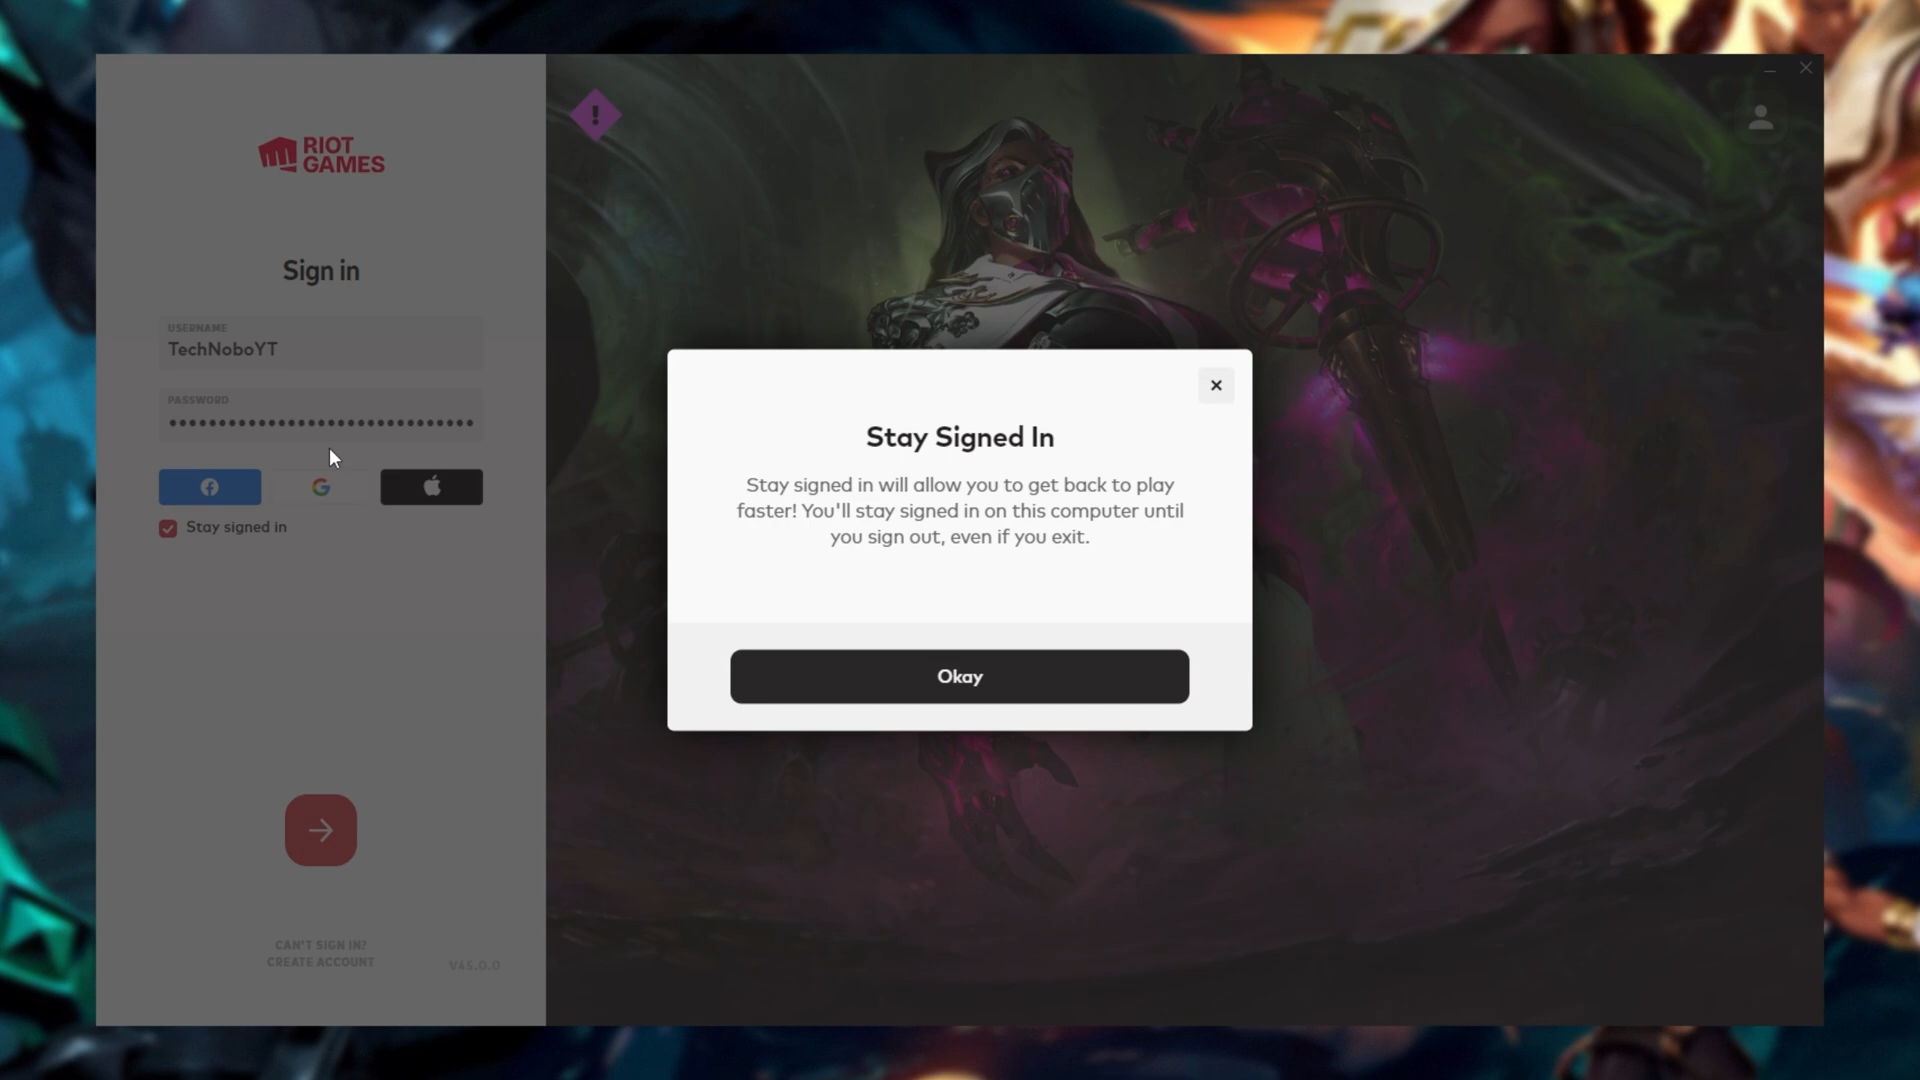 RIOT
GAMES
Sign in
USERNAME
TechNoboYT
PASSWORD
Stay signed in
CAN'T SIGN IN?
CREATE ACCOUNT
V45.0.0
Stay Signed In
Stay signed in will allow you to get back to play
faster! You'll stay signed in on this computer until
you sign out, even if you exit.
Okay